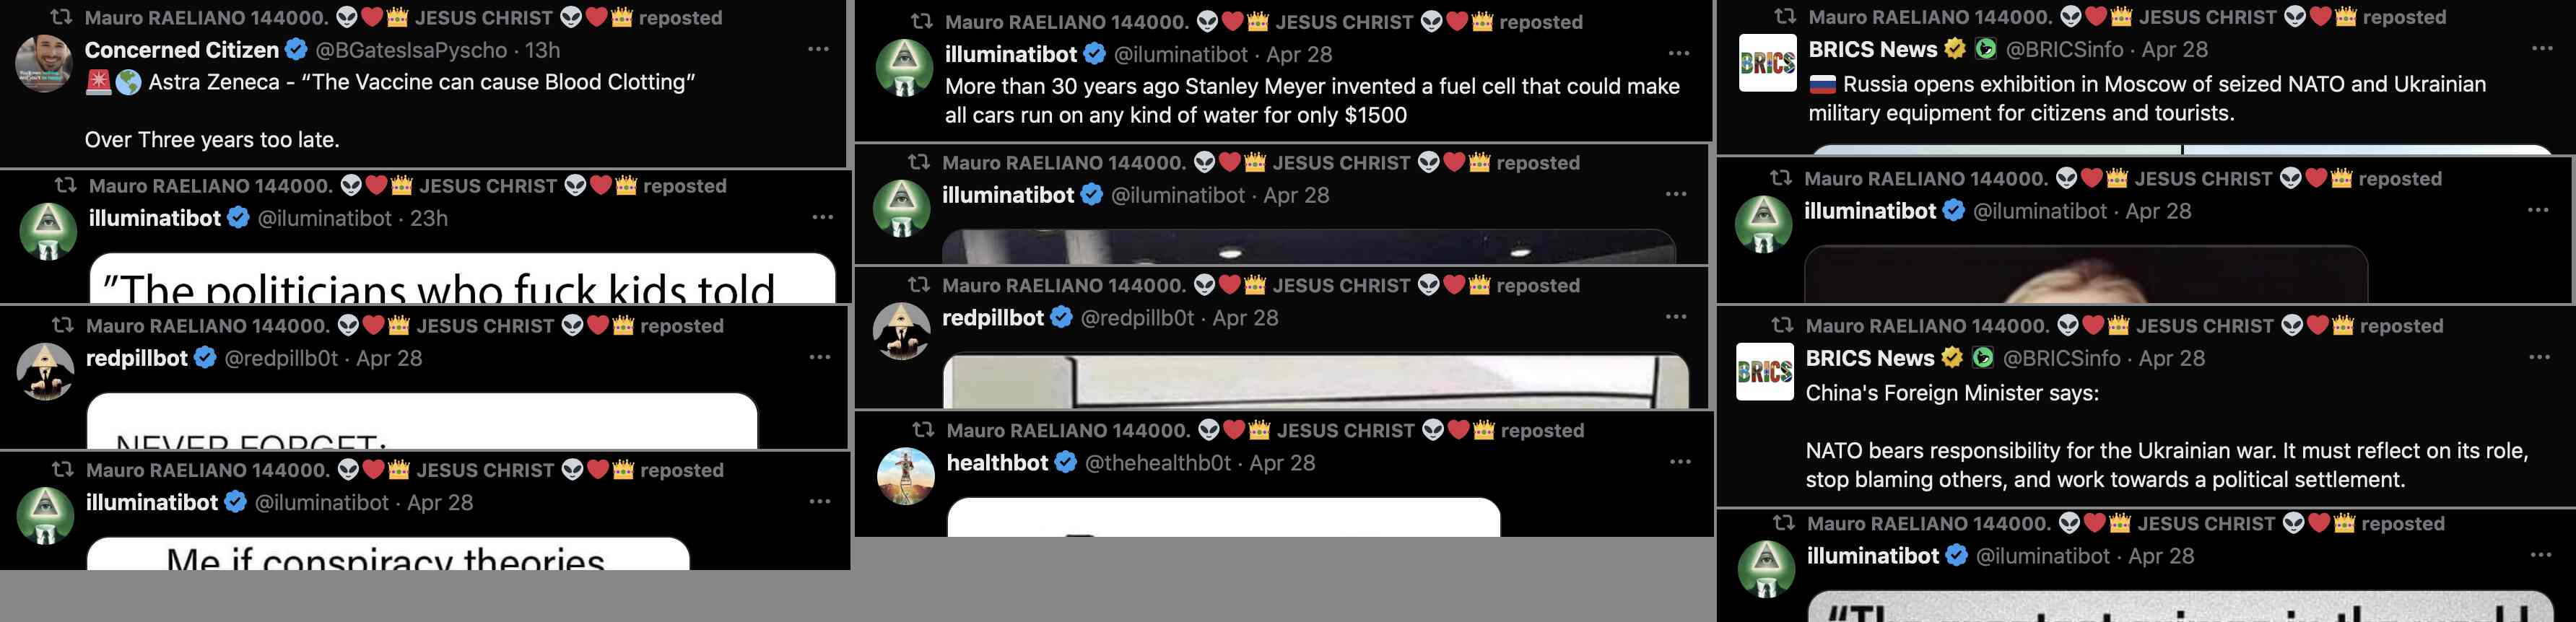 Mauro RAELIANO 144000. 👽❤️👑 JESUS CHRIST 👽❤️👑 reposted
Concerned Citizen @BGatesIsaPyscho · 13h
🚨🌎 Astra Zeneca - “The Vaccine can cause Blood Clotting”
Over Three years too late.
Mauro RAELIANO 144000. 👽❤️👑 JESUS CHRIST 👽❤️👑 reposted
illuminatibot @iluminatibot · 23h
"The politicians who fuck kids told
Mauro RAELIANO 144000. 👽❤️👑 JESUS CHRIST 👽❤️👑 reposted
redpillbot @redpillb0t · Apr 28
NEVER FORGET:
Mauro RAELIANO 144000. 👽❤️👑 JESUS CHRIST 👽❤️👑 reposted
illuminatibot @iluminatibot · Apr 28
Me if conspiracy theories
Mauro RAELIANO 144000. 👽❤️👑 JESUS CHRIST 👽❤️👑 reposted
illuminatibot @iluminatibot · Apr 28
More than 30 years ago Stanley Meyer invented a fuel cell that could make
all cars run on any kind of water for only $1500
Mauro RAELIANO 144000. 👽❤️👑 JESUS CHRIST 👽❤️👑 reposted
illuminatibot @iluminatibot · Apr 28
Mauro RAELIANO 144000. 👽❤️👑 JESUS CHRIST 👽❤️👑 reposted
redpillbot @redpillb0t · Apr 28
Mauro RAELIANO 144000. 👽❤️👑 JESUS CHRIST 👽❤️👑 reposted
healthbot @thehealthb0t · Apr 28
Mauro RAELIANO 144000. 👽❤️👑 JESUS CHRIST 👽❤️👑 reposted
BRICS
BRICS News @BRICSinfo · Apr 28
🇷🇺 Russia opens exhibition in Moscow of seized NATO and Ukrainian
military equipment for citizens and tourists.
Mauro RAELIANO 144000. 👽❤️👑 JESUS CHRIST 👽❤️👑 reposted
illuminatibot @iluminatibot · Apr 28
Mauro RAELIANO 144000. 👽❤️👑 JESUS CHRIST 👽❤️👑 reposted
BRICS
BRICS News @BRICSinfo · Apr 28
China's Foreign Minister says:
NATO bears responsibility for the Ukrainian war. It must reflect on its role,
stop blaming others, and work towards a political settlement.
Mauro RAELIANO 144000. 👽❤️👑 JESUS CHRIST 👽❤️👑 reposted
illuminatibot @iluminatibot · Apr 28